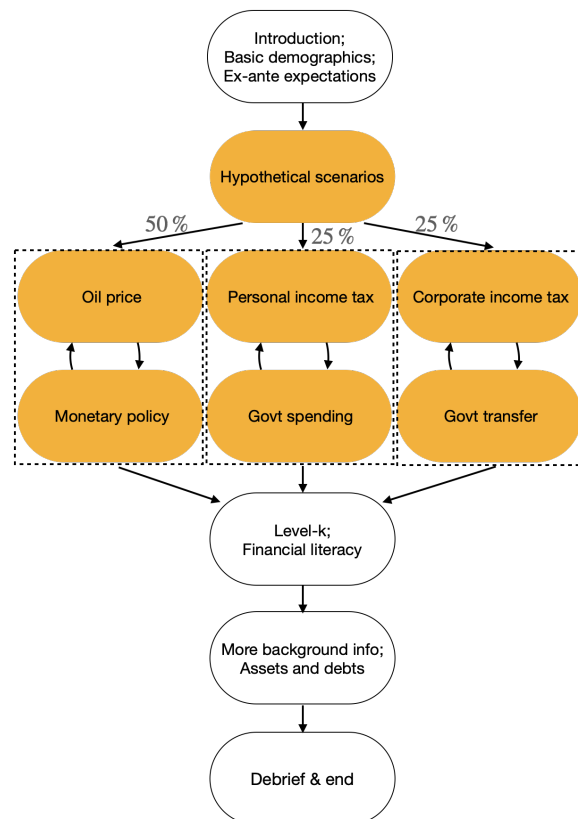 Introduction;
Basic demographics;
Ex-ante expectations
Hypothetical scenarios
50 %
25 %
25 %
Oil price
Personal income tax
Corporate income tax
Monetary policy
Govt spending
Govt transfer
Level-k;
Financial literacy
More background info;
Assets and debts
Debrief & end